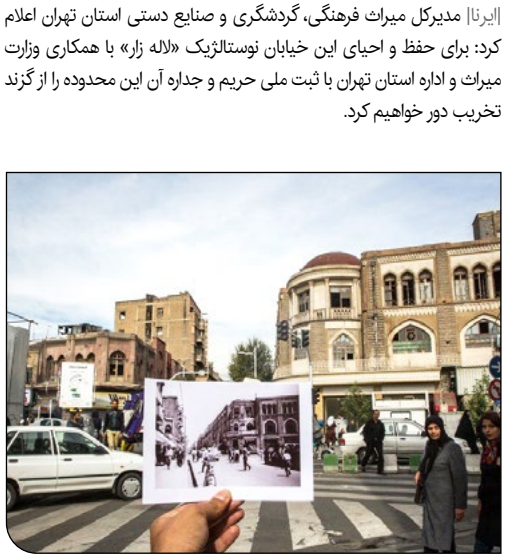 |ایرنا| مدیرکل میراث فرهنگی، گردشگری و صنایع دستی استان تهران اعلام
کرد: برای حفظ و احیای این خیابان نوستالژیک «لاله زار» با همکاری وزارت
میراث و اداره استان تهران با ثبت ملی حریم و جداره آن این محدوده را از گزند
تخریب دور خواهیم کرد.